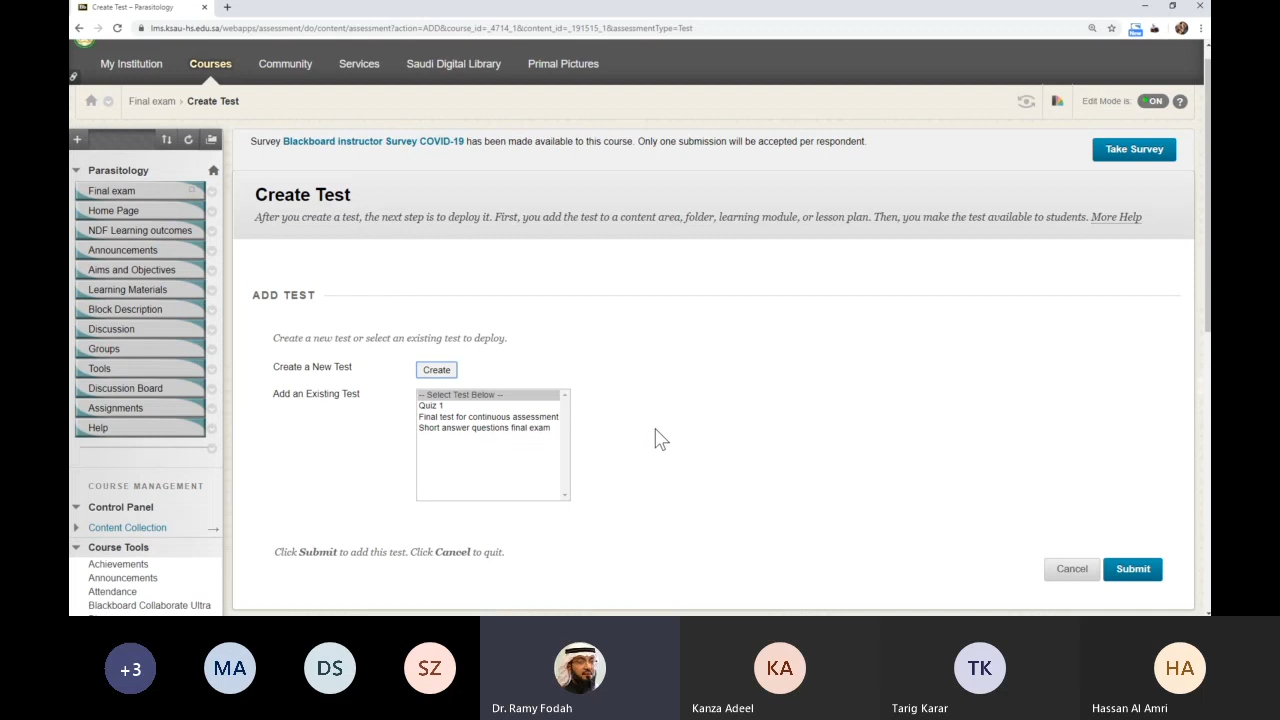 Create Test – Parasitology
lms.ksau-hs.edu.sa/webapps/assessment/do/content/assessment?action=ADD&course_id=_4714_1&content_id=_191515_1&assessmentType=Test
New
My Institution
Courses
Community
Services
Saudi Digital Library
Primal Pictures
Final exam › Create Test
Edit Mode is: ON ?
Survey Blackboard instructor Survey COVID-19 has been made available to this course. Only one submission will be accepted per respondent.
Take Survey
Parasitology
Final exam
Home Page
NDF Learning outcomes
Announcements
Aims and Objectives
Learning Materials
Block Description
Discussion
Groups
Tools
Discussion Board
Assignments
Help
COURSE MANAGEMENT
Control Panel
Content Collection
Course Tools
Achievements
Announcements
Attendance
Blackboard Collaborate Ultra
Create Test
After you create a test, the next step is to deploy it. First, you add the test to a content area, folder, learning module, or lesson plan. Then, you make the test available to students. More Help
ADD TEST
Create a new test or select an existing test to deploy.
Create a New Test
Create
Add an Existing Test
-- Select Test Below --
Quiz 1
Final test for continuous assessment
Short answer questions final exam
Click Submit to add this test. Click Cancel to quit.
Cancel
Submit
+3
MA
DS
SZ
KA
TK
HA
Dr. Ramy Fodah
Kanza Adeel
Tarig Karar
Hassan Al Amri